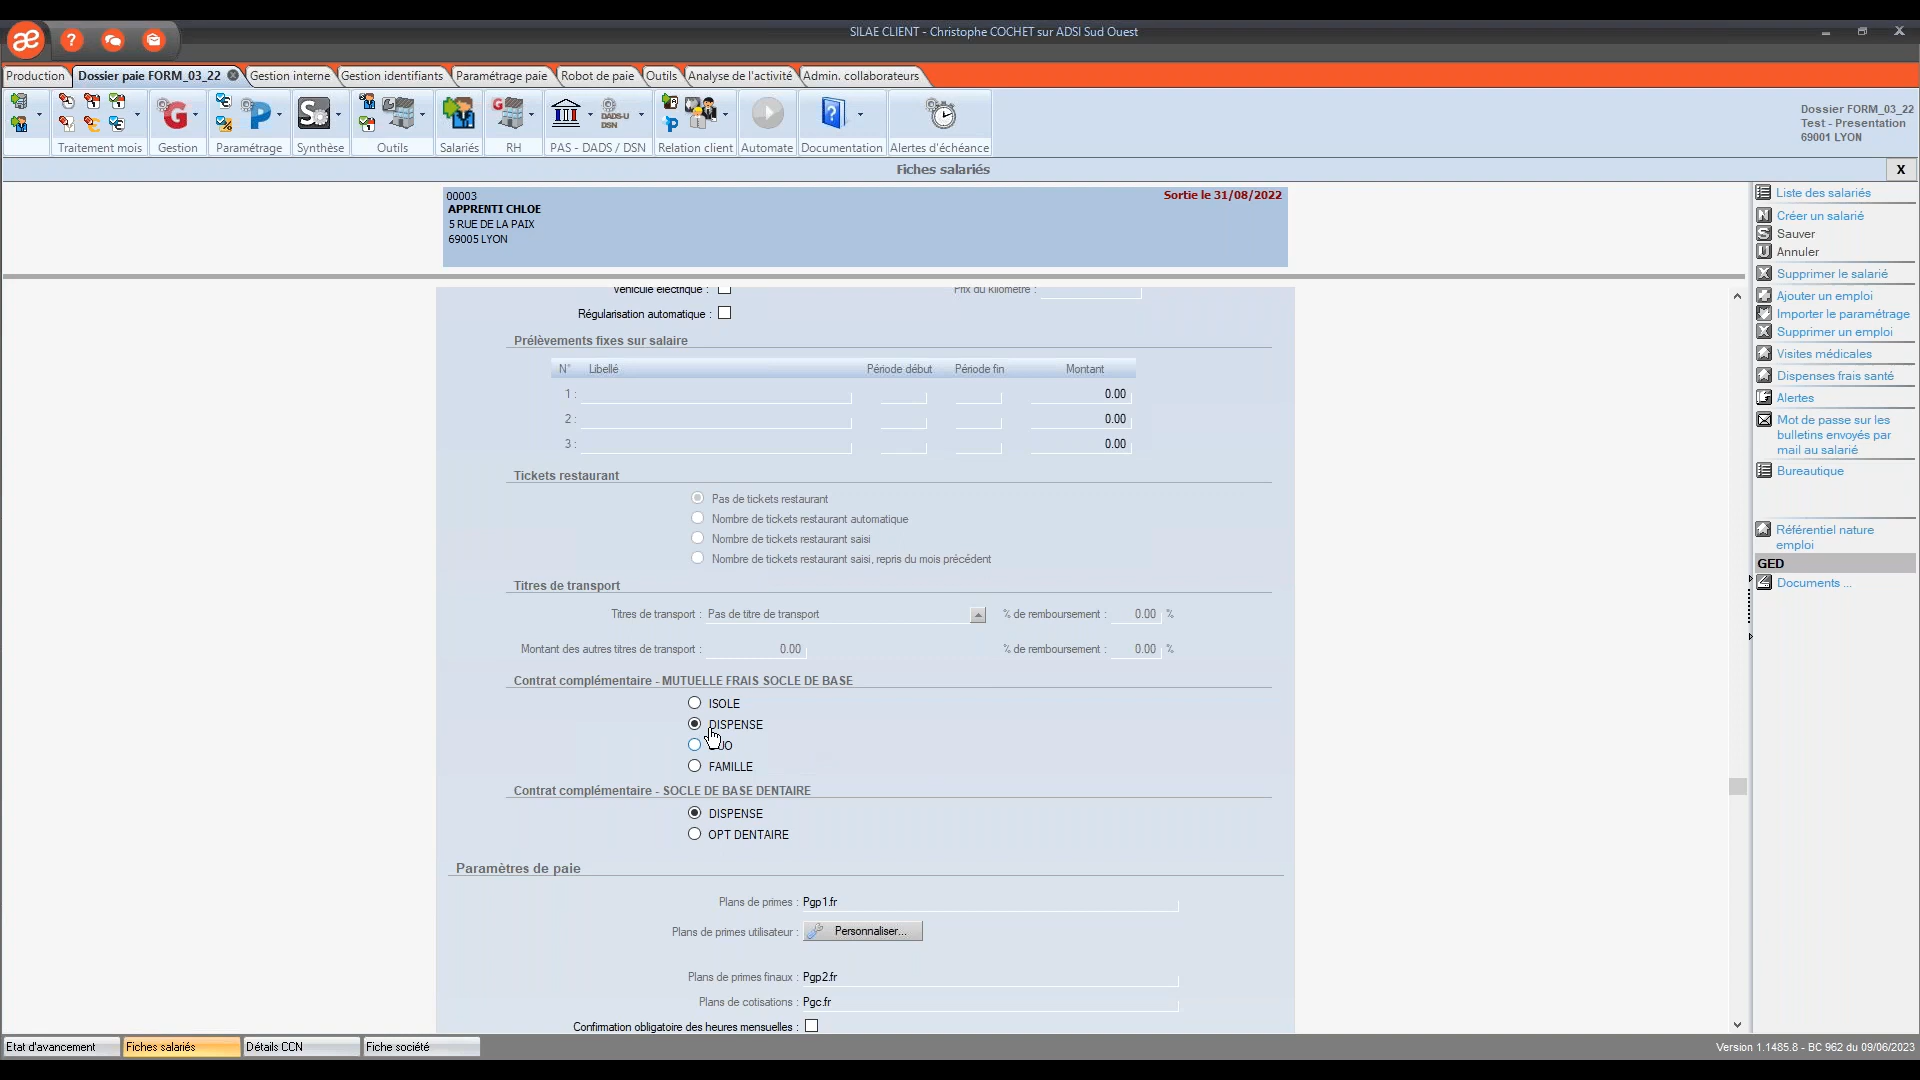 SILAE CLIENT - Christophe COCHET sur ADSI Sud Ouest
Production
Dossier paie FORM_03_22
Gestion interne
Gestion identifiants
Paramétrage paie
Robot de paie
Outils
Analyse de l'activité
Admin. collaborateurs
Traitement mois
Gestion
Paramétrage
Synthèse
Outils
Salariés
RH
DADS-U
DSN
PAS - DADS / DSN
Relation client
Automate
Documentation
Alertes d'échéance
Dossier FORM_03_22
Test - Presentation
69001 LYON
Fiches salariés
X
00003
Sortie le 31/08/2022
APPRENTI CHLOE
5 RUE DE LA PAIX
69005 LYON
Véhicule électrique :
Prix du Kilomètre :
Régularisation automatique :
Prélèvements fixes sur salaire
N° Libellé Période début Période fin Montant
1 : 0.00
2 : 0.00
3 : 0.00
Tickets restaurant
Pas de tickets restaurant
Nombre de tickets restaurant automatique
Nombre de tickets restaurant saisi
Nombre de tickets restaurant saisi, repris du mois précédent
Titres de transport
Titres de transport : Pas de titre de transport % de remboursement : 0.00 %
Montant des autres titres de transport : 0.00 % de remboursement : 0.00 %
Contrat complémentaire - MUTUELLE FRAIS SOCLE DE BASE
ISOLE
DISPENSE
DUO
FAMILLE
Contrat complémentaire - SOCLE DE BASE DENTAIRE
DISPENSE
OPT DENTAIRE
Paramètres de paie
Plans de primes : Pgp1.fr
Plans de primes utilisateur : Personnaliser...
Plans de primes finaux : Pgp2.fr
Plans de cotisations : Pgc.fr
Confirmation obligatoire des heures mensuelles :
Liste des salariés
Créer un salarié
Sauver
Annuler
Supprimer le salarié
Ajouter un emploi
Importer le paramétrage
Supprimer un emploi
Visites médicales
Dispenses frais santé
Alertes
Mot de passe sur les
bulletins envoyés par
mail au salarié
Bureautique
Référentiel nature
emploi
GED
Documents ...
Etat d'avancement
Fiches salariés
Détails CCN
Fiche société
Version 1.1485.8 - BC 962 du 09/06/2023